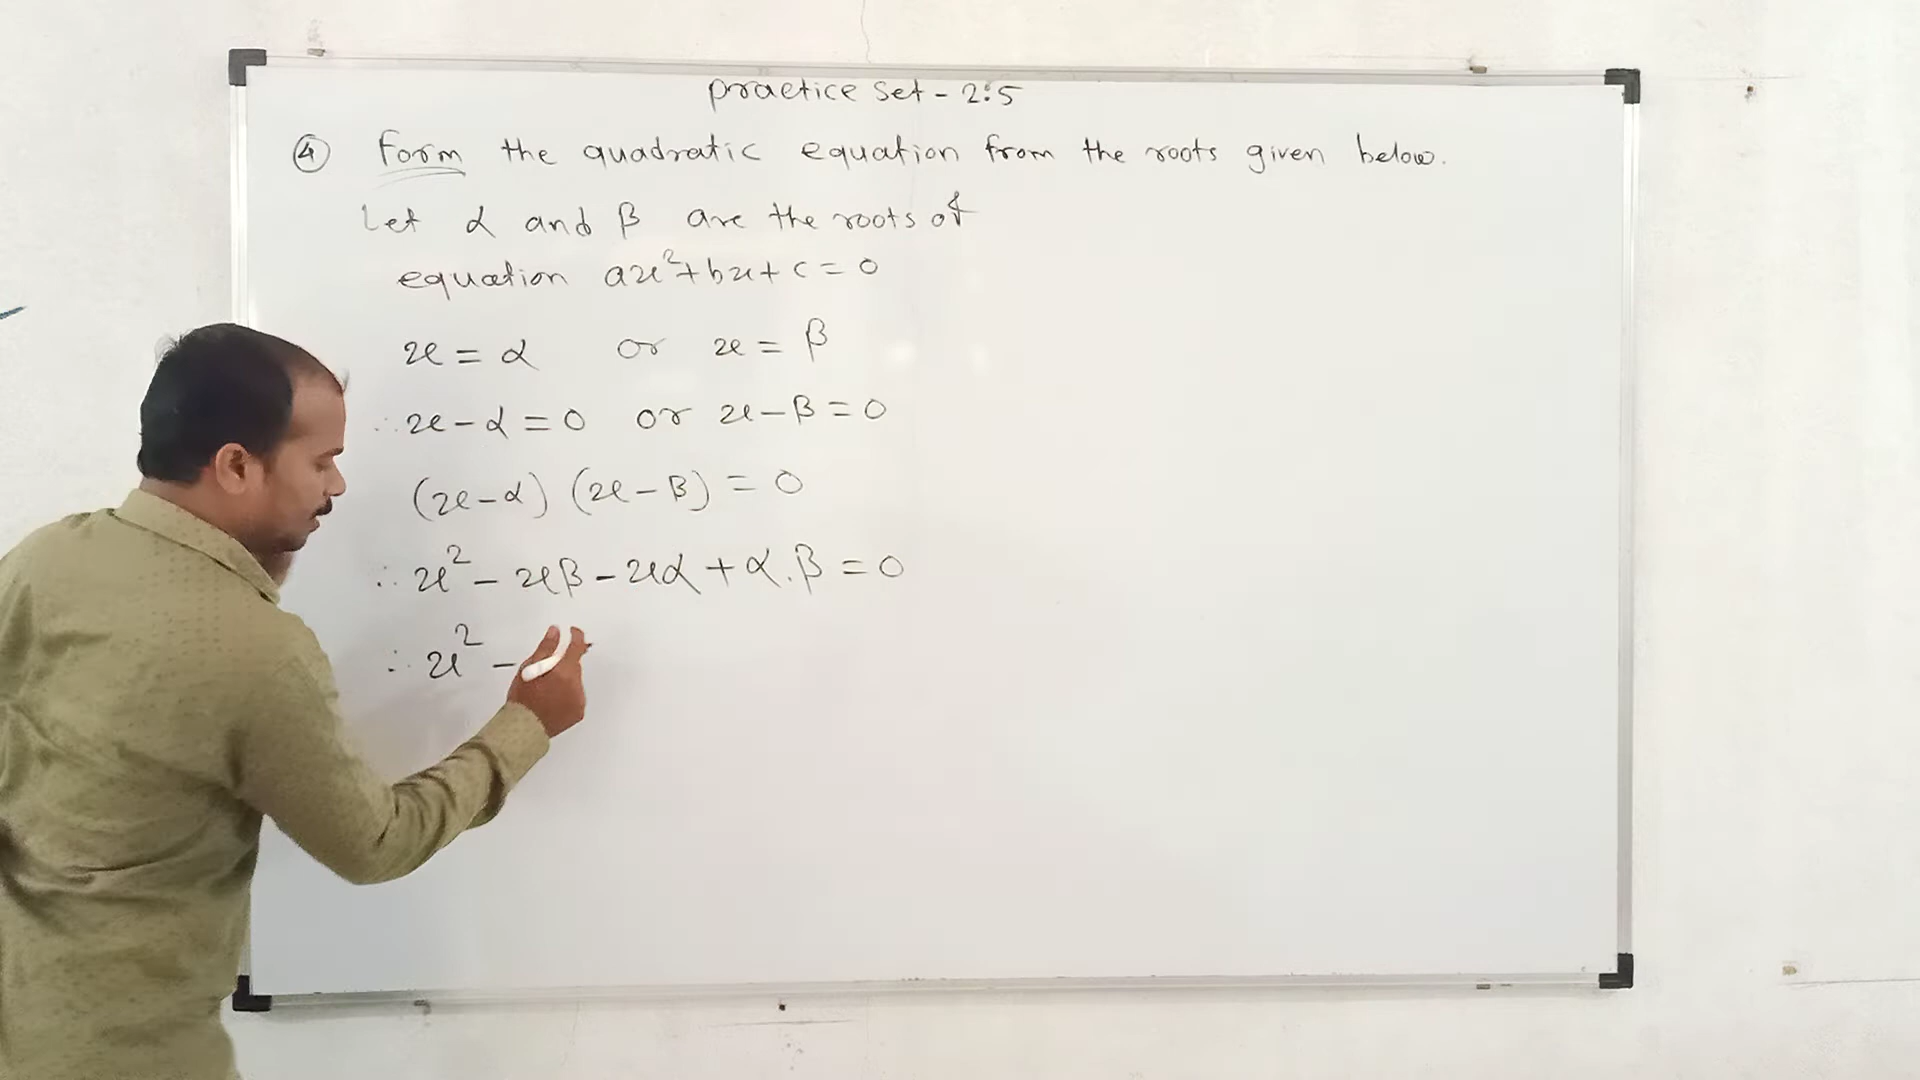 practice set - 2.5
④ Form the quadratic equation from the roots given below.
Let α and β are the roots of
equation ax²+bx+c=0
x = α or x = β
∴ x-α = 0 or x-β = 0
(x-α) (x-β) = 0
∴ x² - xβ - xα + α.β = 0
∴ x² -